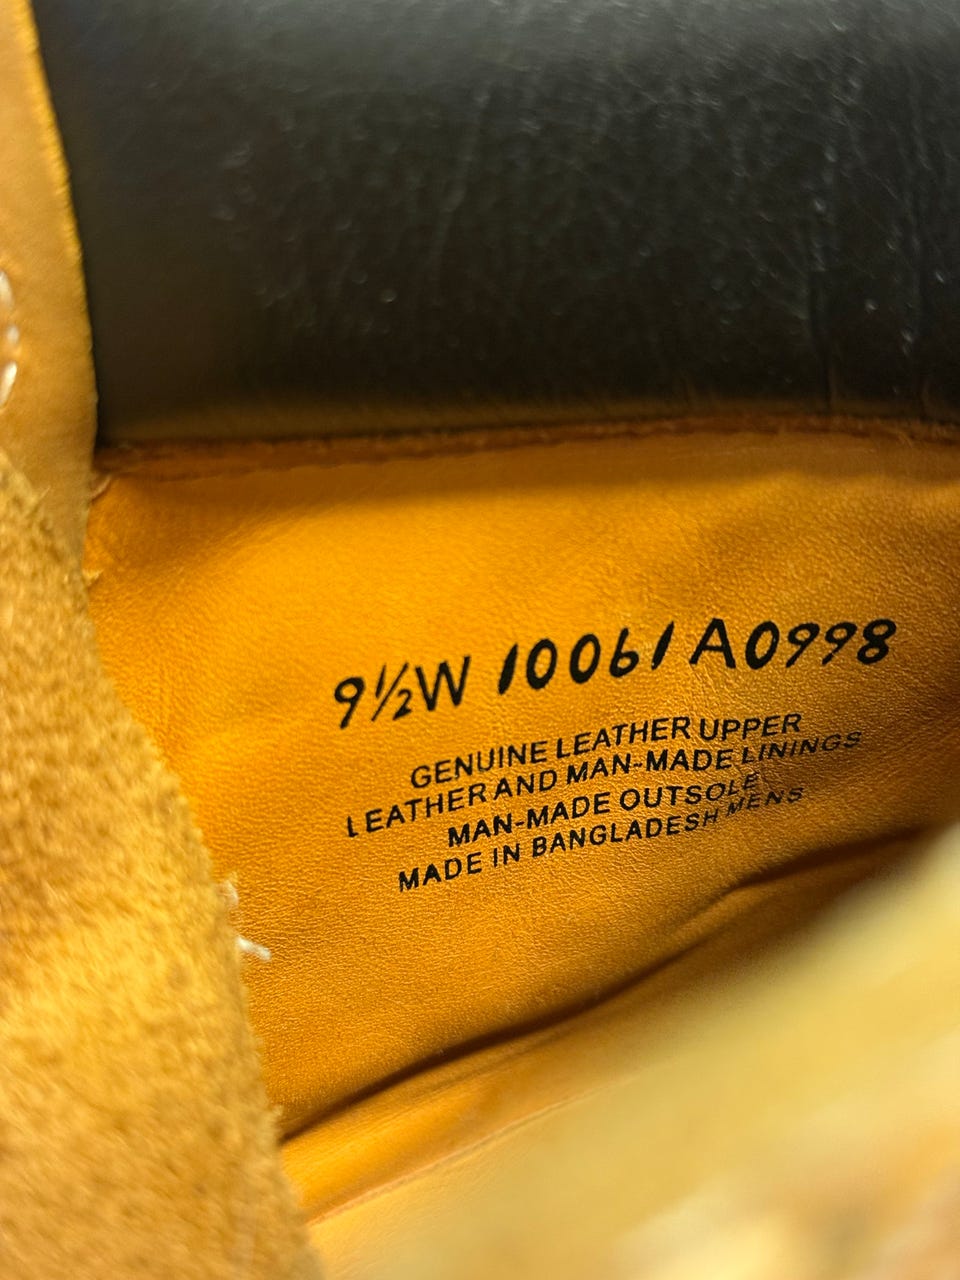 9½W 10061 A0998
GENUINE LEATHER UPPER
LEATHER AND MAN-MADE LININGS
MAN-MADE OUTSOLE
MADE IN BANGLADESH MENS